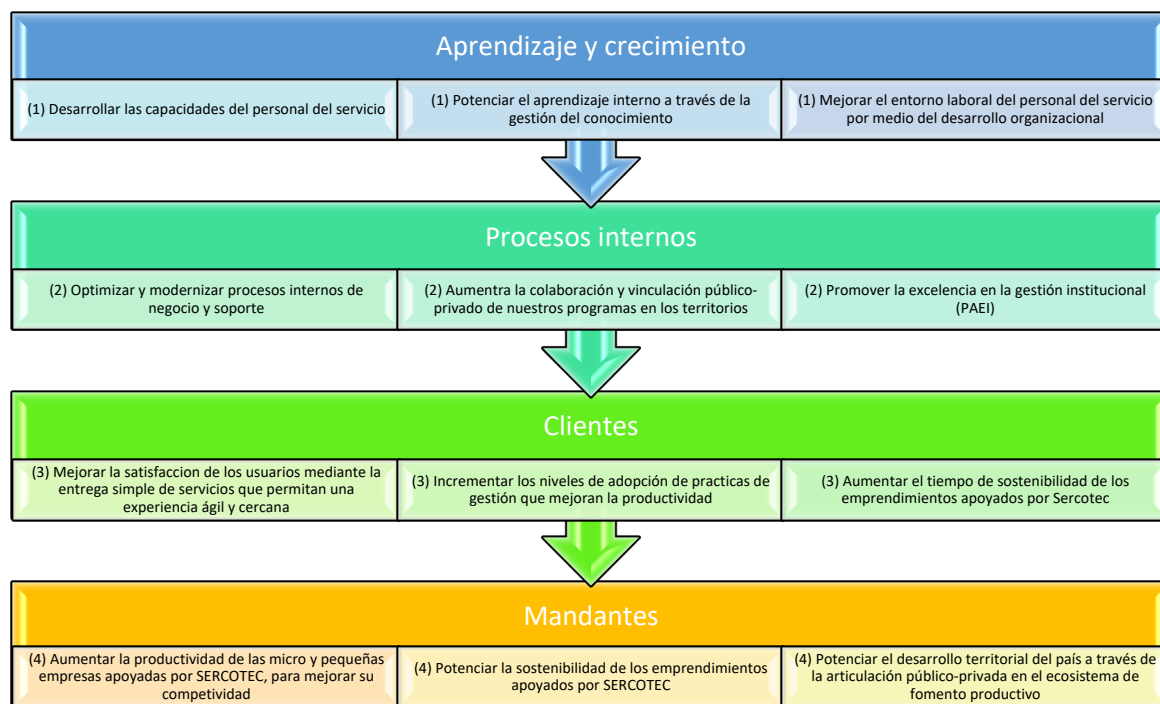 Aprendizaje y crecimiento
(1) Desarrollar las capacidades del personal del servicio
(1) Potenciar el aprendizaje interno a través de la
gestión del conocimiento
(1) Mejorar el entorno laboral del personal del servicio
por medio del desarrollo organizacional
Procesos internos
(2) Optimizar y modernizar procesos internos de
negocio y soporte
(2) Aumentra la colaboración y vinculación público-
privado de nuestros programas en los territorios
(2) Promover la excelencia en la gestión institucional
(PAEI)
Clientes
(3) Mejorar la satisfaccion de los usuarios mediante la
entrega simple de servicios que permitan una
experiencia ágil y cercana
(3) Incrementar los niveles de adopción de practicas de
gestión que mejoran la productividad
(3) Aumentar el tiempo de sostenibilidad de los
emprendimientos apoyados por Sercotec
Mandantes
(4) Aumentar la productividad de las micro y pequeñas
empresas apoyadas por SERCOTEC, para mejorar su
competividad
(4) Potenciar la sostenibilidad de los emprendimientos
apoyados por SERCOTEC
(4) Potenciar el desarrollo territorial del país a través de
la articulación público-privada en el ecosistema de
fomento productivo